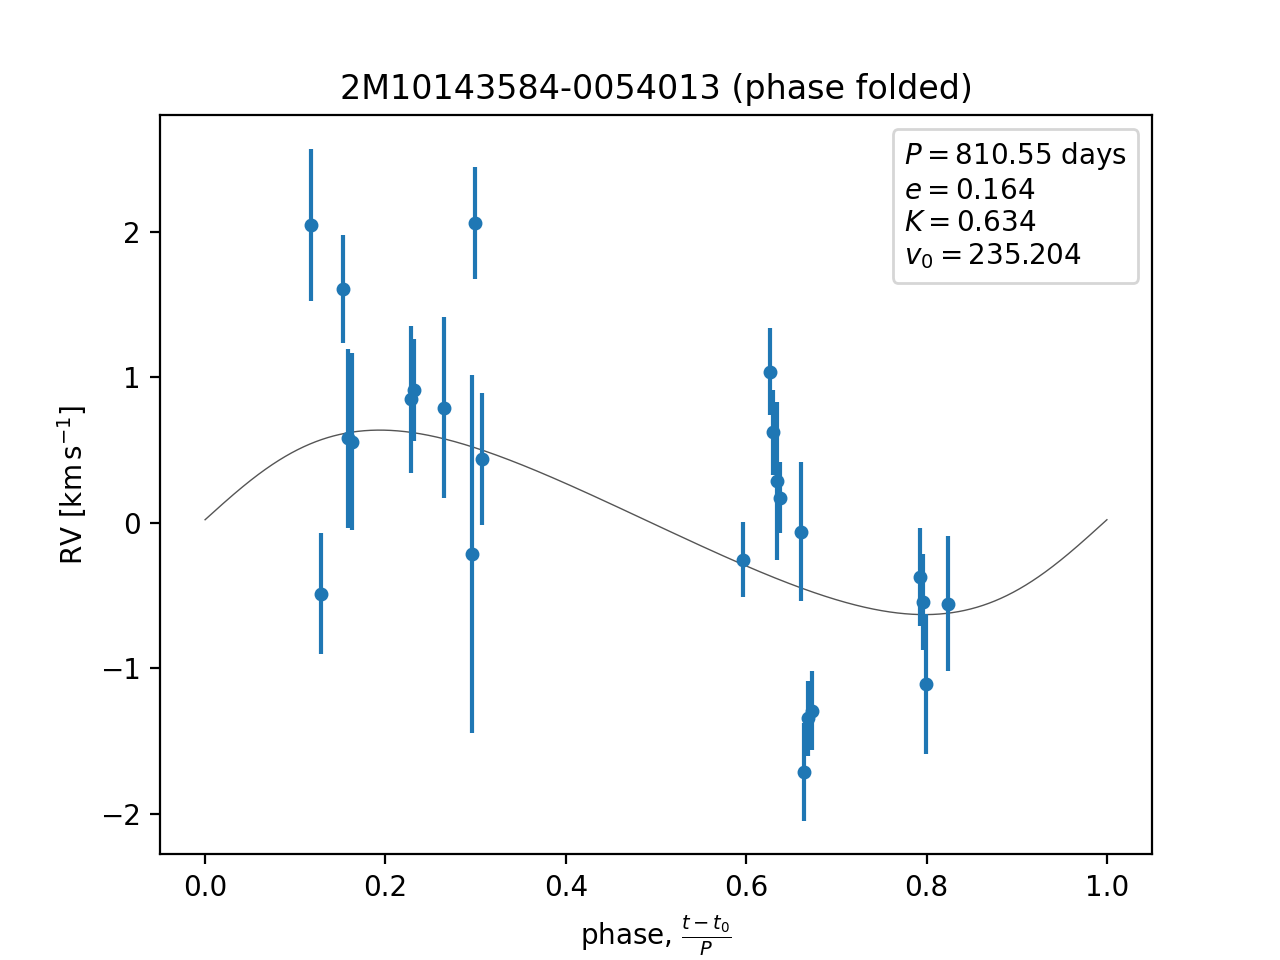 2M10143584-0054013 (phase folded)
P = 810.55 days
e = 0.164
K = 0.634
v₀ = 235.204
RV [km s⁻¹]
2
1
0
−1
−2
0.0 0.2 0.4 0.6 0.8 1.0
phase, (t − t₀)/P